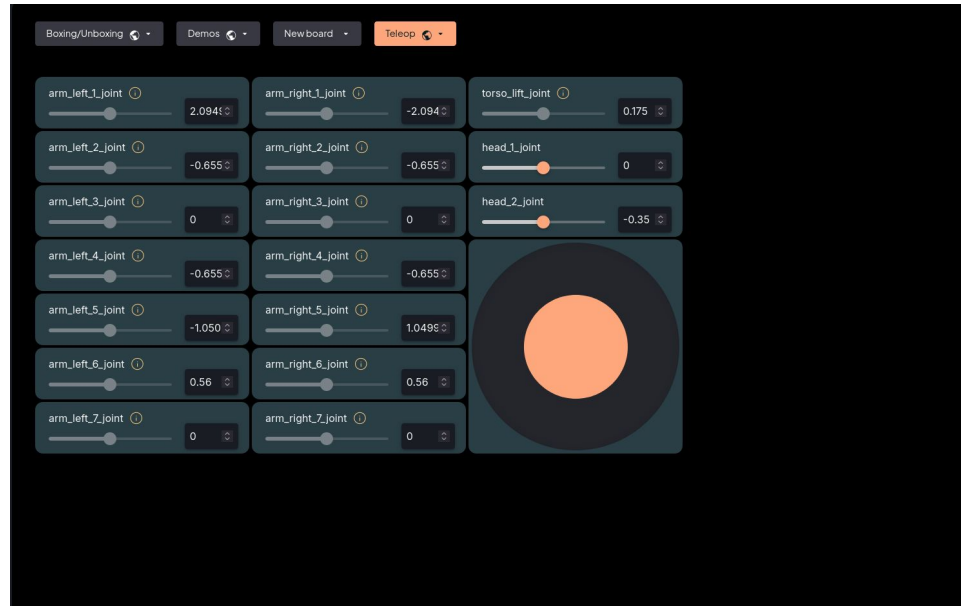 Boxing/Unboxing
Demos
New board
Teleop
arm_left_1_joint
2.0949
arm_right_1_joint
-2.094
torso_lift_joint
0.175
arm_left_2_joint
-0.655
arm_right_2_joint
-0.655
head_1_joint
0
arm_left_3_joint
0
arm_right_3_joint
0
head_2_joint
-0.35
arm_left_4_joint
-0.655
arm_right_4_joint
-0.655
arm_left_5_joint
-1.050
arm_right_5_joint
1.0499
arm_left_6_joint
0.56
arm_right_6_joint
0.56
arm_left_7_joint
0
arm_right_7_joint
0